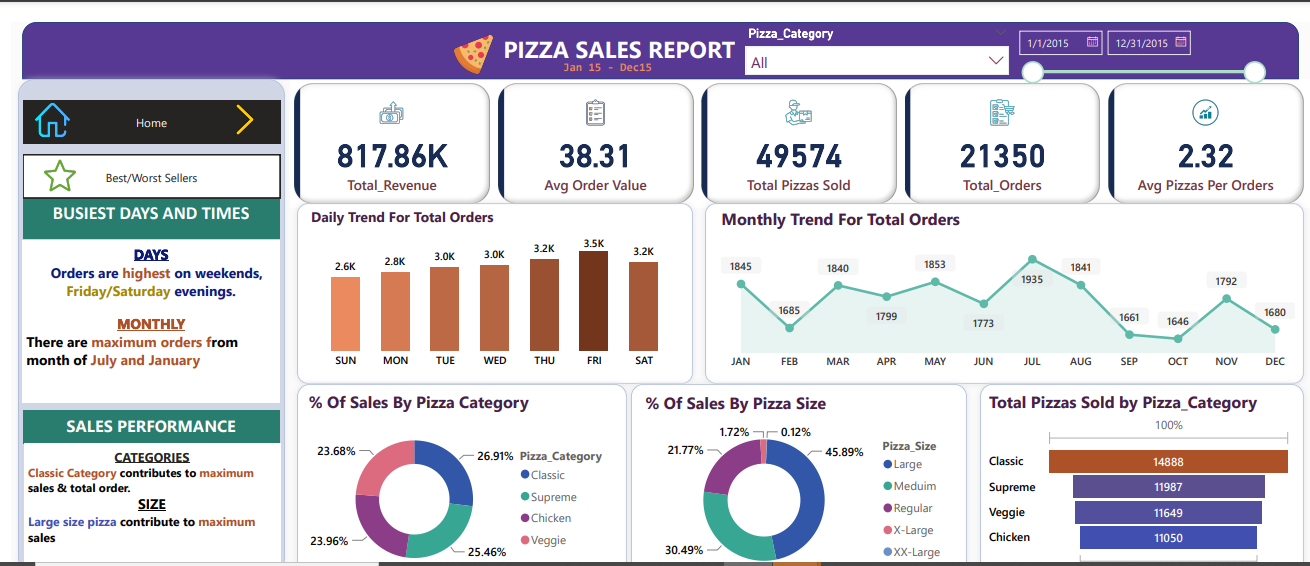 PIZZA SALES REPORT
Jan 15 - Dec15
Pizza_Category
All
1/1/2015
12/31/2015
Home
Best/Worst Sellers
BUSIEST DAYS AND TIMES
DAYS
Orders are highest on weekends,
Friday/Saturday evenings.
MONTHLY
There are maximum orders from
month of July and January
SALES PERFORMANCE
CATEGORIES
Classic Category contributes to maximum
sales & total order.
SIZE
Large size pizza contribute to maximum
sales
817.86K
Total_Revenue
38.31
Avg Order Value
49574
Total Pizzas Sold
21350
Total_Orders
2.32
Avg Pizzas Per Orders
Daily Trend For Total Orders
2.6K
2.8K
3.0K
3.0K
3.2K
3.5K
3.2K
SUN MON TUE WED THU FRI SAT
Monthly Trend For Total Orders
1845
1685
1840
1799
1853
1773
1935
1841
1661
1646
1792
1680
JAN FEB MAR APR MAY JUN JUL AUG SEP OCT NOV DEC
% Of Sales By Pizza Category
23.68%
26.91%
23.96%
25.46%
Pizza_Category
Classic
Supreme
Chicken
Veggie
% Of Sales By Pizza Size
1.72%
0.12%
21.77%
45.89%
30.49%
Pizza_Size
Large
Meduim
Regular
X-Large
XX-Large
Total Pizzas Sold by Pizza_Category
100%
Classic 14888
Supreme 11987
Veggie 11649
Chicken 11050